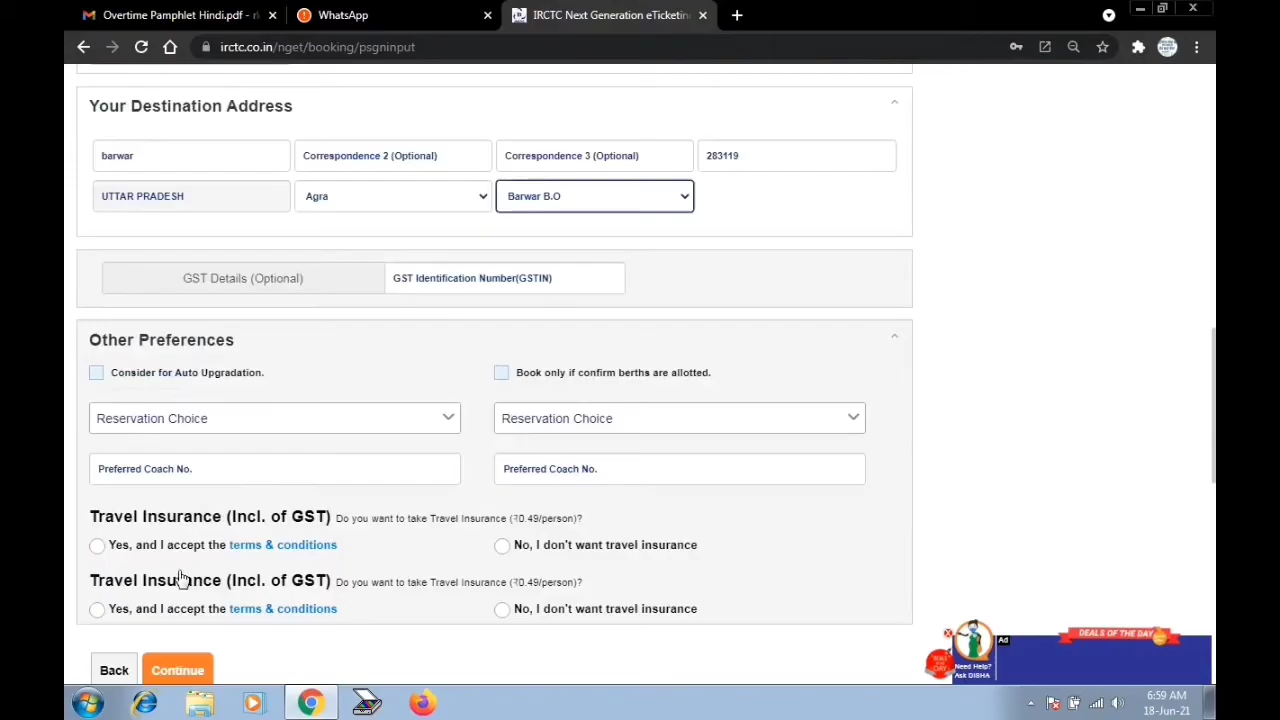 Overtime Pamphlet Hindi.pdf - r
WhatsApp
IRCTC Next Generation eTicketin
irctc.co.in/nget/booking/psgninput
Your Destination Address
barwar Correspondence 2 (Optional) Correspondence 3 (Optional) 283119
UTTAR PRADESH Agra Barwar B.O
GST Details (Optional) GST Identification Number(GSTIN)
Other Preferences
Consider for Auto Upgradation. Book only if confirm berths are allotted.
Reservation Choice Reservation Choice
Preferred Coach No. Preferred Coach No.
Travel Insurance (Incl. of GST) Do you want to take Travel Insurance (₹0.49/person)?
Yes, and I accept the terms & conditions No, I don't want travel insurance
Travel Insurance (Incl. of GST) Do you want to take Travel Insurance (₹0.49/person)?
Yes, and I accept the terms & conditions No, I don't want travel insurance
Back Continue
Ad
DEALS OF THE DAY
Need Help?
Ask DISHA
6:59 AM
18-Jun-21